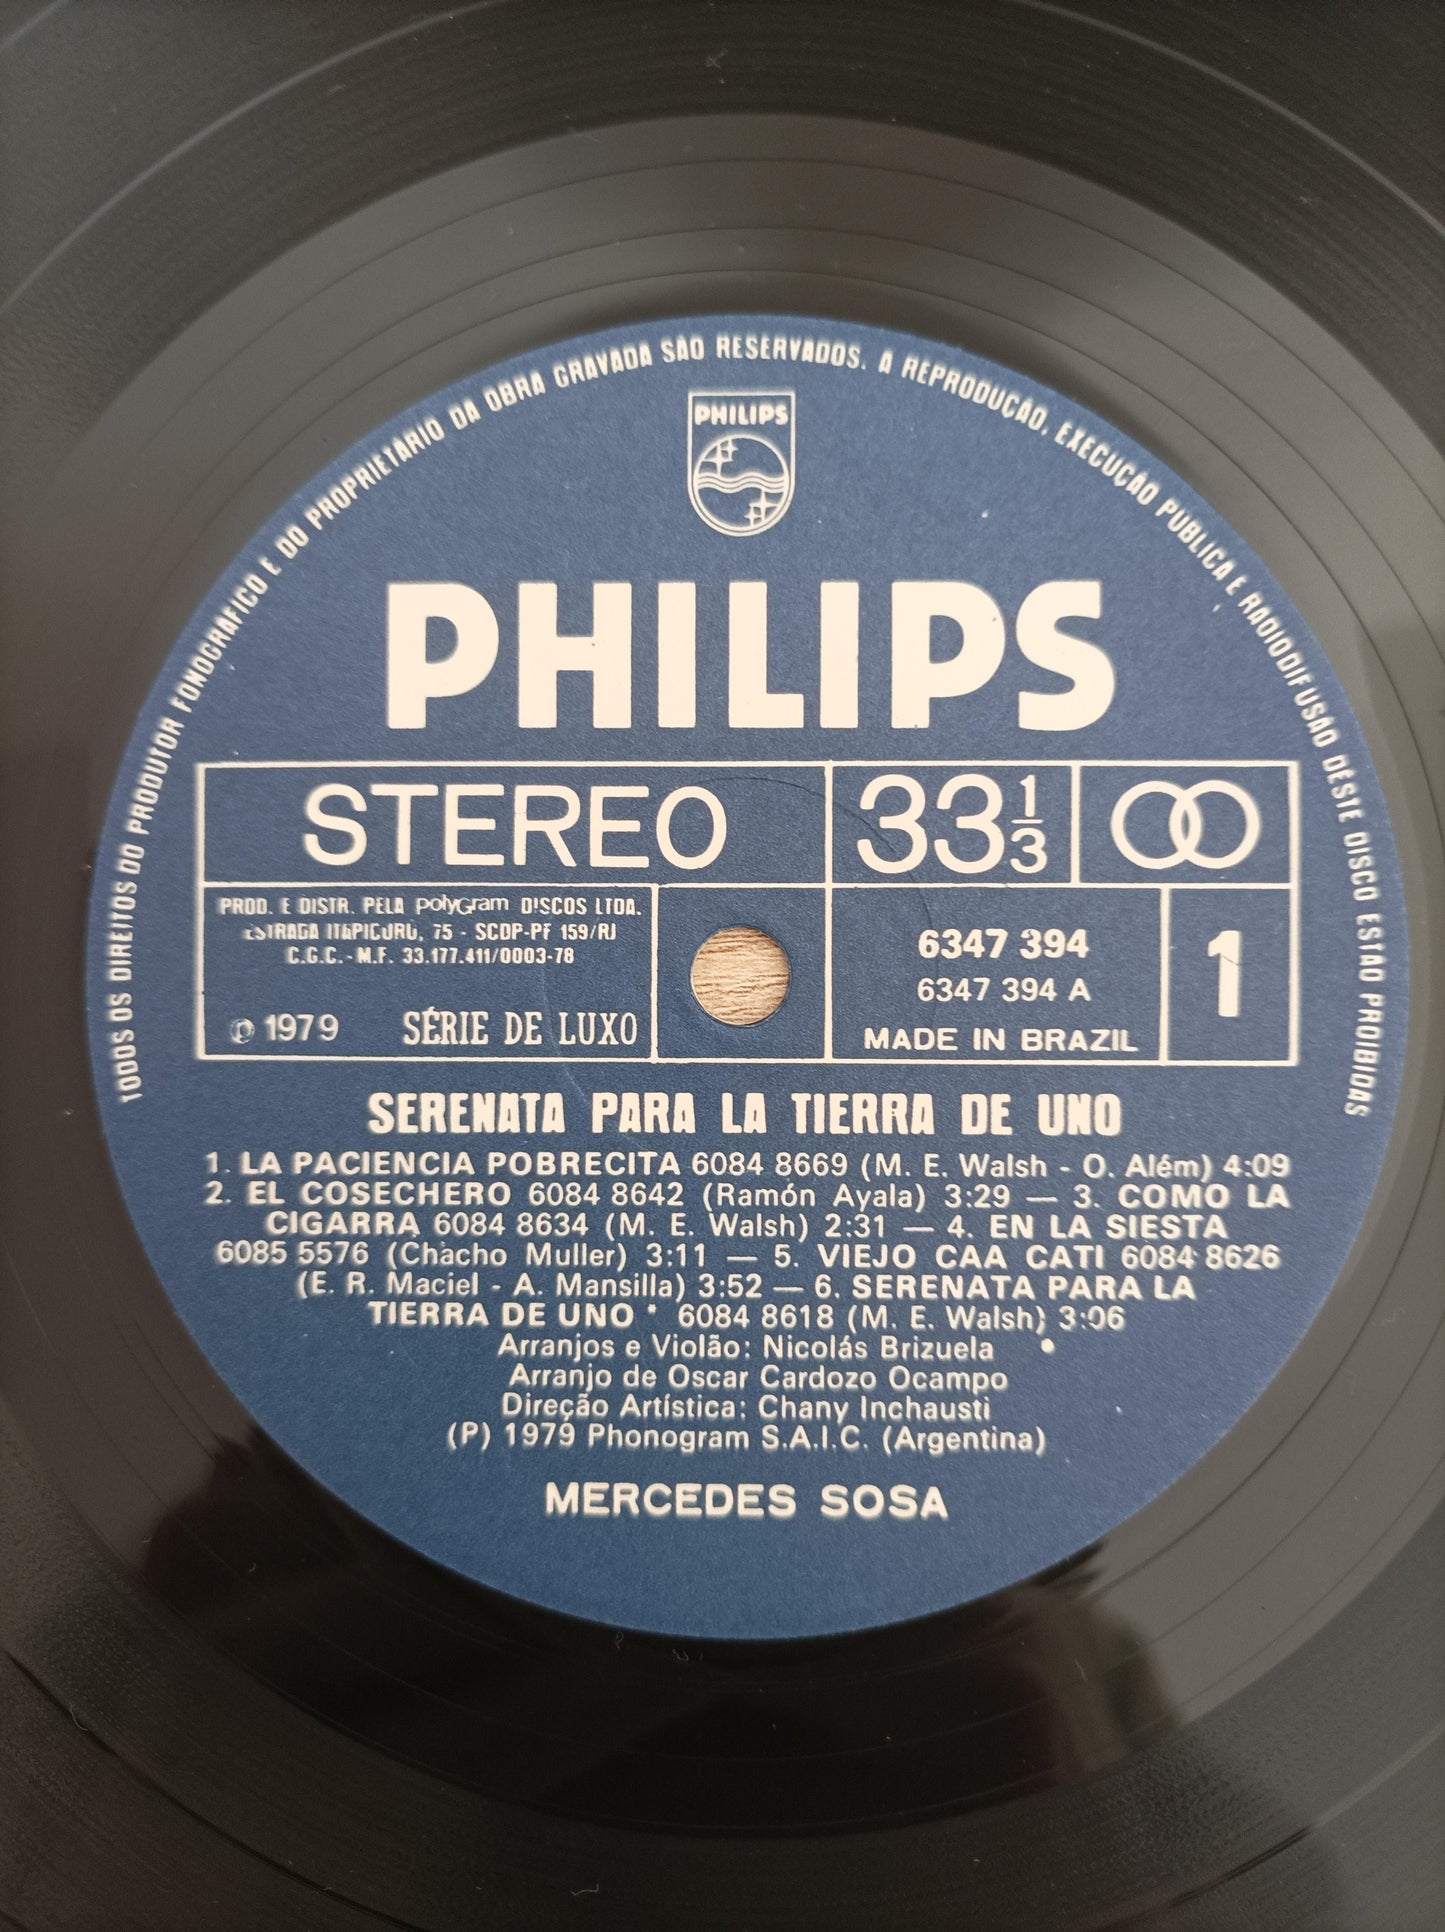 TODOS OS DIREITOS DO PRODUTOR FONOGRÁFICO E DO PROPRIETÁRIO DA OBRA GRAVADA SÃO RESERVADOS. A REPRODUÇÃO, EXECUÇÃO PÚBLICA E RADIODIFUSÃO DESTE DISCO ESTÃO PROIBIDAS
PHILIPS
PHILIPS
STEREO
33 1/3
PROD. E DISTR. PELA polyGram DISCOS LTDA.
ESTRADA ITAPICURÚ, 75 - SCDP-PF 159/RJ
C.G.C.-M.F. 33.177.411/0003-78
℗ 1979 SÉRIE DE LUXO
6347 394
6347 394 A
MADE IN BRAZIL
1
SERENATA PARA LA TIERRA DE UNO
1. LA PACIENCIA POBRECITA 6084 8669 (M. E. Walsh - O. Além) 4:09
2. EL COSECHERO 6084 8642 (Ramón Ayala) 3:29 — 3. COMO LA
CIGARRA 6084 8634 (M. E. Walsh) 2:31 — 4. EN LA SIESTA
6085 5576 (Chacho Muller) 3:11 — 5. VIEJO CAA CATI 6084 8626
(E. R. Maciel - A. Mansilla) 3:52 — 6. SERENATA PARA LA
TIERRA DE UNO * 6084 8618 (M. E. Walsh) 3:06
Arranjos e Violão: Nicolás Brizuela •
Arranjo de Oscar Cardozo Ocampo
Direção Artística: Chany Inchausti
(P) 1979 Phonogram S.A.I.C. (Argentina)
MERCEDES SOSA